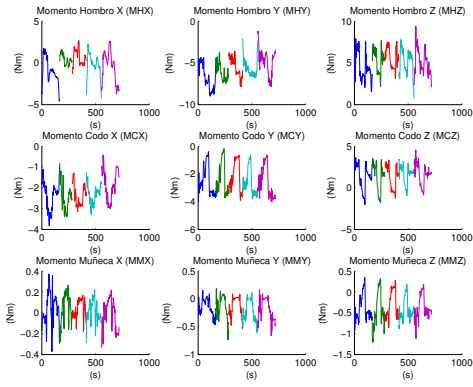 Momento Hombro X (MHX)
5
0
−5
(Nm)
0 500 1000
(s)
Momento Hombro Y (MHY)
0
−5
−10
(Nm)
0 500 1000
(s)
Momento Hombro Z (MHZ)
10
5
0
(Nm)
0 500 1000
(s)
Momento Codo X (MCX)
0
−1
−2
−3
−4
(Nm)
0 500 1000
(s)
Momento Codo Y (MCY)
0
−2
−4
−6
(Nm)
0 500 1000
(s)
Momento Codo Z (MCZ)
5
0
−5
(Nm)
0 500 1000
(s)
Momento Muñeca X (MMX)
0.4
0.2
0
−0.2
−0.4
(Nm)
0 500 1000
(s)
Momento Muñeca Y (MMY)
0.5
0
−0.5
−1
(Nm)
0 500 1000
(s)
Momento Muñeca Z (MMZ)
0.5
0
−0.5
−1
−1.5
(Nm)
0 500 1000
(s)